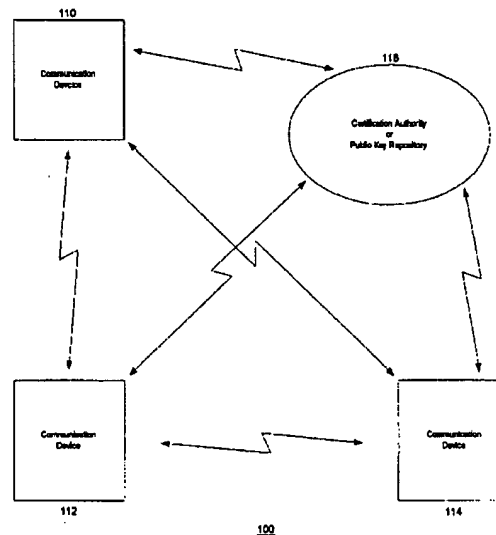 110
Communication
Device
118
Certification Authority
or
Public Key Repository
Communication
Device
112
Communication
Device
114
100